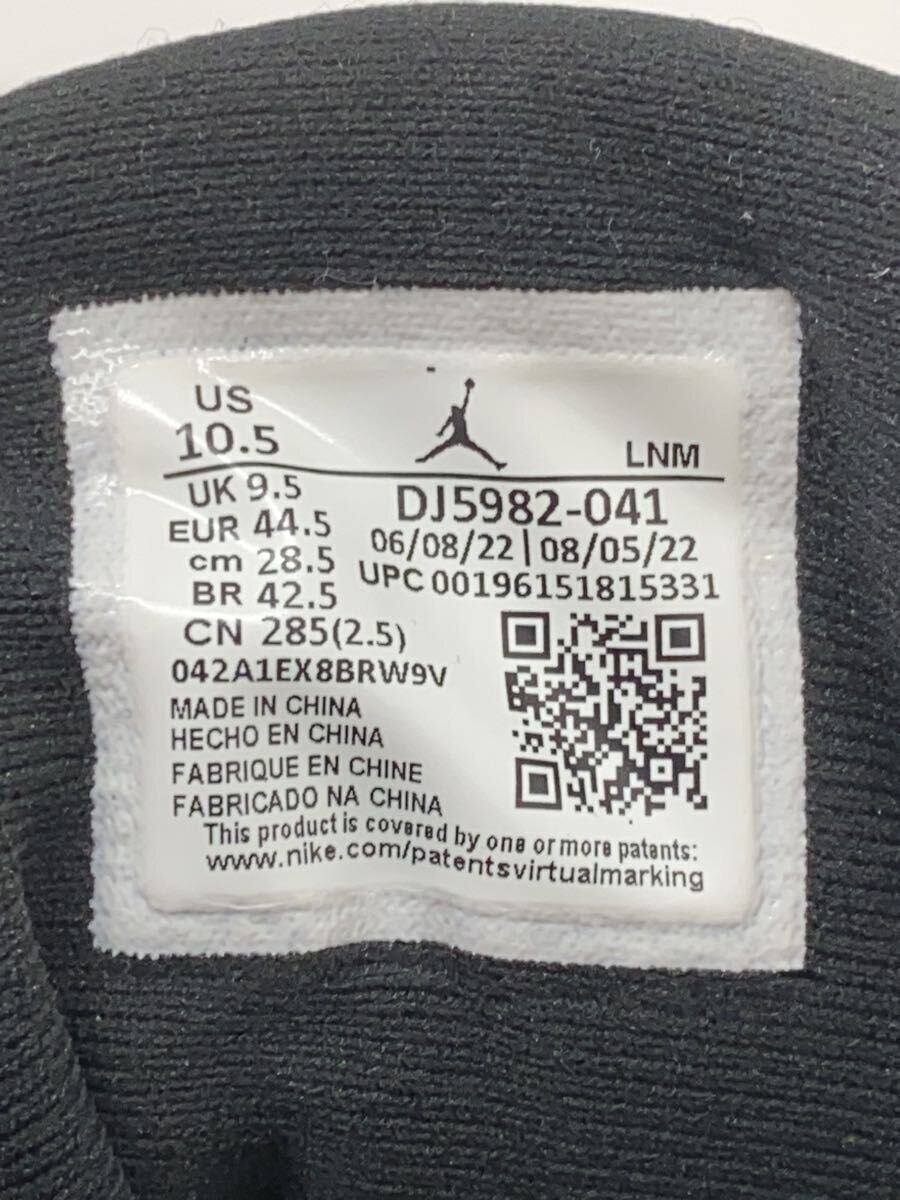 US
10.5
LNM
UK 9.5
EUR 44.5
cm 28.5
BR 42.5
CN 285(2.5)
DJ5982-041
06/08/22 | 08/05/22
UPC 00196151815331
042A1EX8BRW9V
MADE IN CHINA
HECHO EN CHINA
FABRIQUE EN CHINE
FABRICADO NA CHINA
This product is covered by one or more patents:
www.nike.com/patentsvirtualmarking